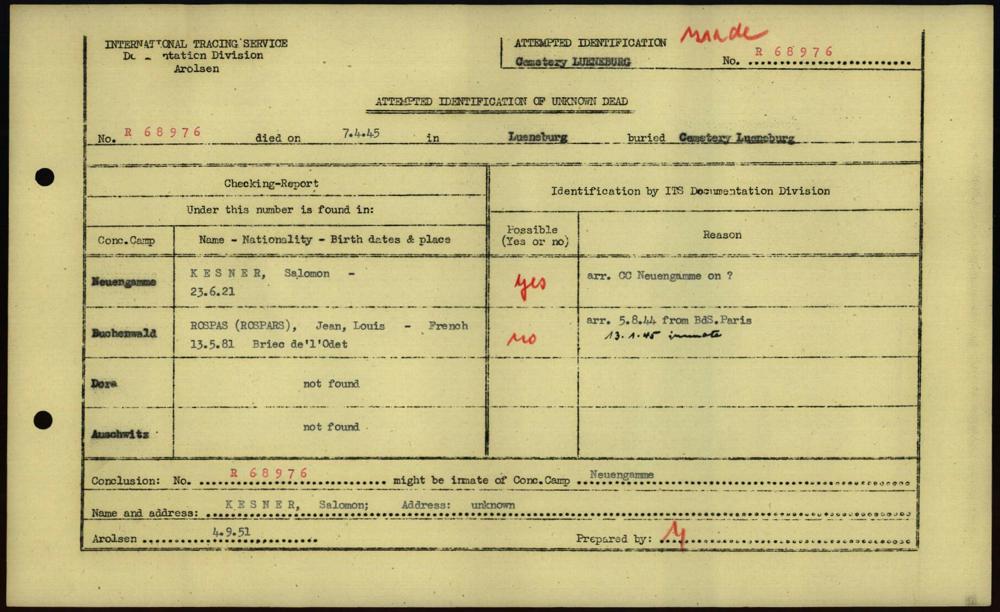 INTERNAT'ONAL TRACING SERVICE
Documentation Division
Arolsen
ATTEMPTED IDENTIFICATION
Cemetery LUENEBURG
No. R 68976
ATTEMPTED IDENTIFICATION OF UNKNOWN DEAD
No. R 68976 died on 7.4.45 in Lueneburg buried Cemetery Lueneburg
Checking-Report
Under this number is found in:
Identification by ITS Documentation Division
Conc.Camp
Name - Nationality - Birth dates & place
Possible
(Yes or no)
Reason
Neuengamme
K E S N E R, Salomon -
23.6.21
yes
arr. CC Neuengamme on ?
Buchenwald
ROSPAS (ROSPARS), Jean, Louis - French
13.5.81 Briec de'l'Odet
no
arr. 5.8.44 from BdS.Paris
13.1.45 inmate
Dora
not found
Auschwitz
not found
Conclusion: No. R 68976 might be inmate of Conc.Camp Neuengamme
Name and address: K E S N E R, Salomon; Address: unknown
Arolsen 4.9.51
Prepared by: